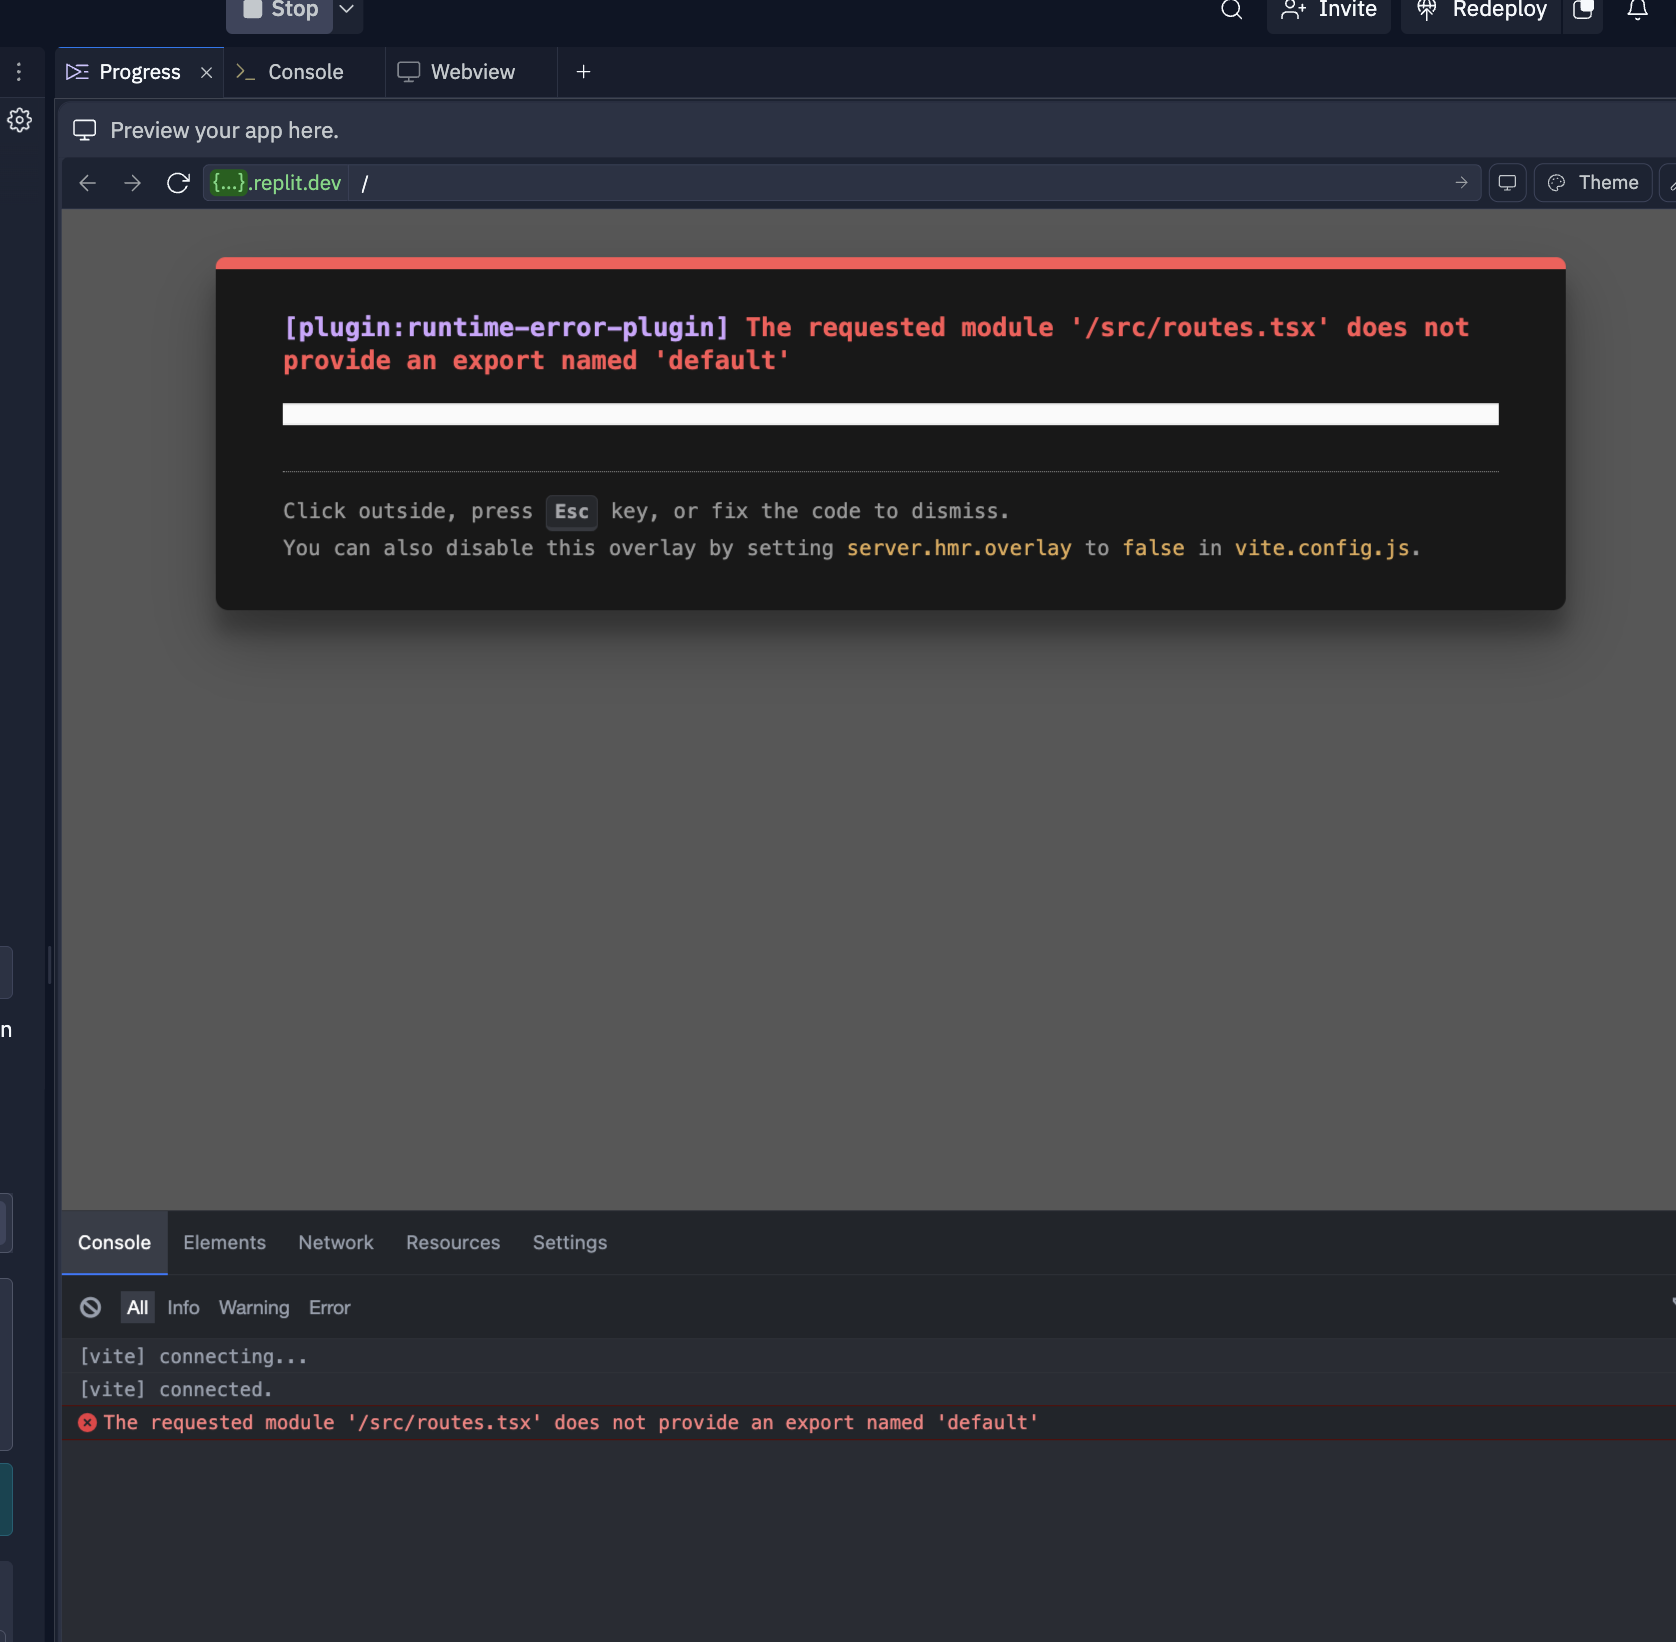 Stop
Invite
Redeploy
Progress
Console
Webview
Preview your app here.
{...}.replit.dev /
Theme
[plugin:runtime-error-plugin] The requested module '/src/routes.tsx' does not
provide an export named 'default'
Click outside, press Esc key, or fix the code to dismiss.
You can also disable this overlay by setting server.hmr.overlay to false in vite.config.js.
n
Console Elements Network Resources Settings
All Info Warning Error
[vite] connecting...
[vite] connected.
The requested module '/src/routes.tsx' does not provide an export named 'default'